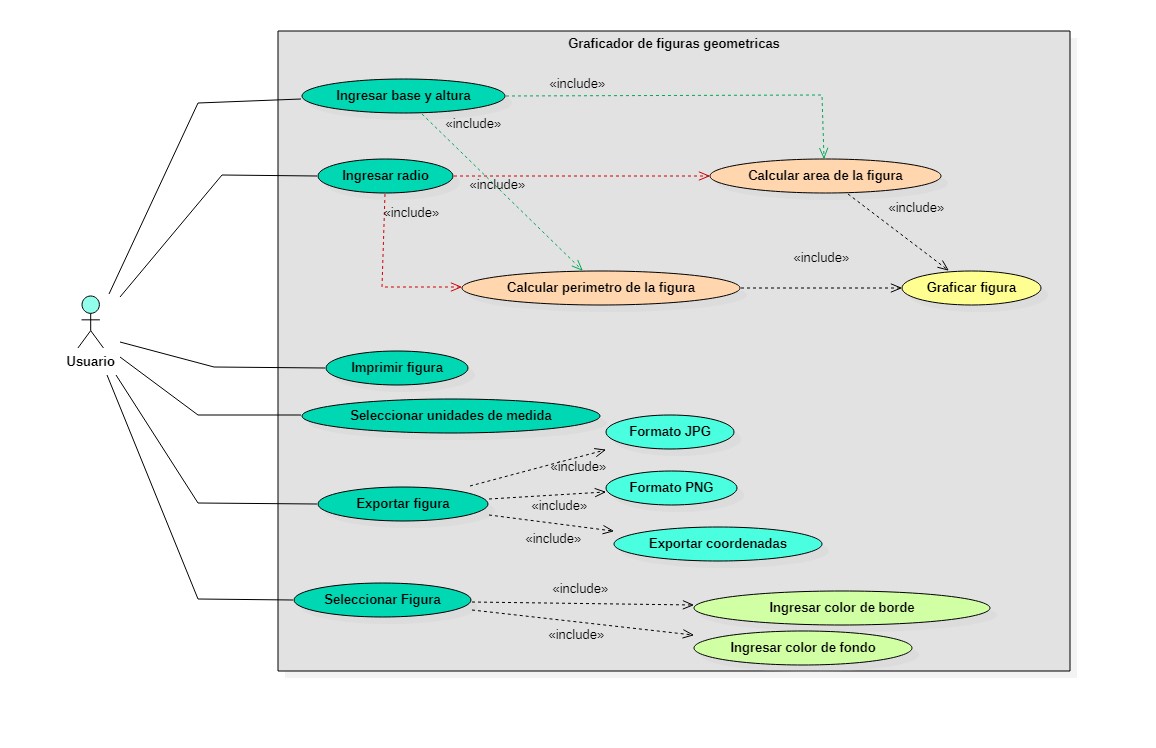 Graficador de figuras geometricas
«include»
Ingresar base y altura
«include»
Ingresar radio
«include»
Calcular area de la figura
«include»
«include»
«include»
Calcular perimetro de la figura
Graficar figura
Usuario
Imprimir figura
Seleccionar unidades de medida
Formato JPG
«include»
Formato PNG
Exportar figura
«include»
«include»
Exportar coordenadas
«include»
Seleccionar Figura
Ingresar color de borde
«include»
Ingresar color de fondo